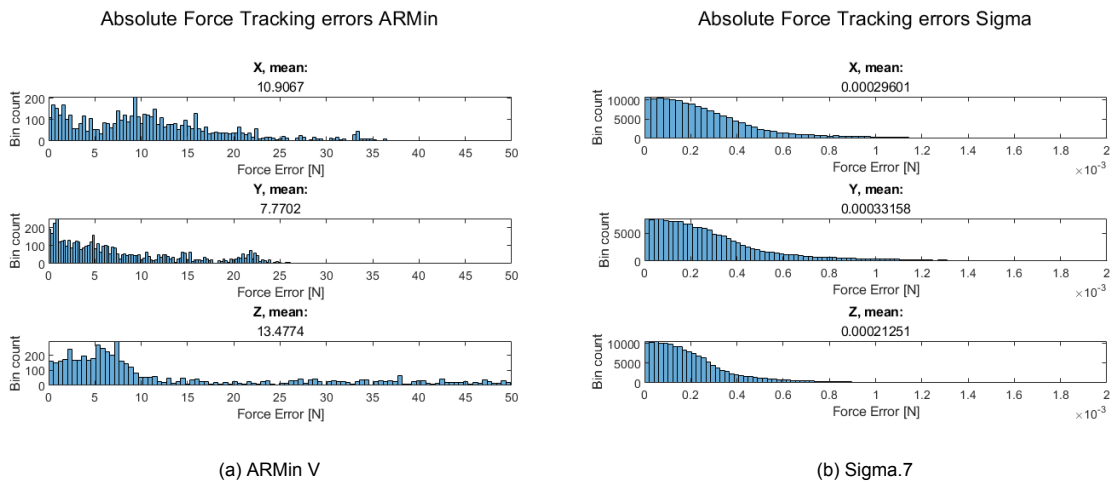 Absolute Force Tracking errors ARMin
X, mean:
10.9067
200
100
0
Bin count
0 5 10 15 20 25 30 35 40 45 50
Force Error [N]
Y, mean:
7.7702
200
100
0
Bin count
0 5 10 15 20 25 30 35 40 45 50
Force Error [N]
Z, mean:
13.4774
200
100
0
Bin count
0 5 10 15 20 25 30 35 40 45 50
Force Error [N]
(a) ARMin V
Absolute Force Tracking errors Sigma
X, mean:
0.00029601
10000
5000
0
Bin count
0 0.2 0.4 0.6 0.8 1 1.2 1.4 1.6 1.8 2
Force Error [N]
×10⁻³
Y, mean:
0.00033158
5000
0
Bin count
0 0.2 0.4 0.6 0.8 1 1.2 1.4 1.6 1.8 2
Force Error [N]
×10⁻³
Z, mean:
0.00021251
10000
5000
0
Bin count
0 0.2 0.4 0.6 0.8 1 1.2 1.4 1.6 1.8 2
Force Error [N]
×10⁻³
(b) Sigma.7